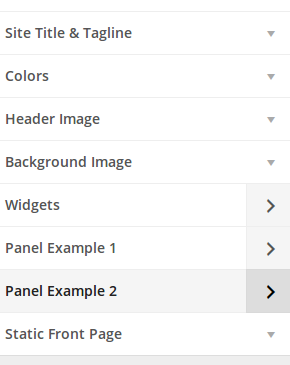 Site Title & Tagline
Colors
Header Image
Background Image
Widgets
Panel Example 1
Panel Example 2
Static Front Page